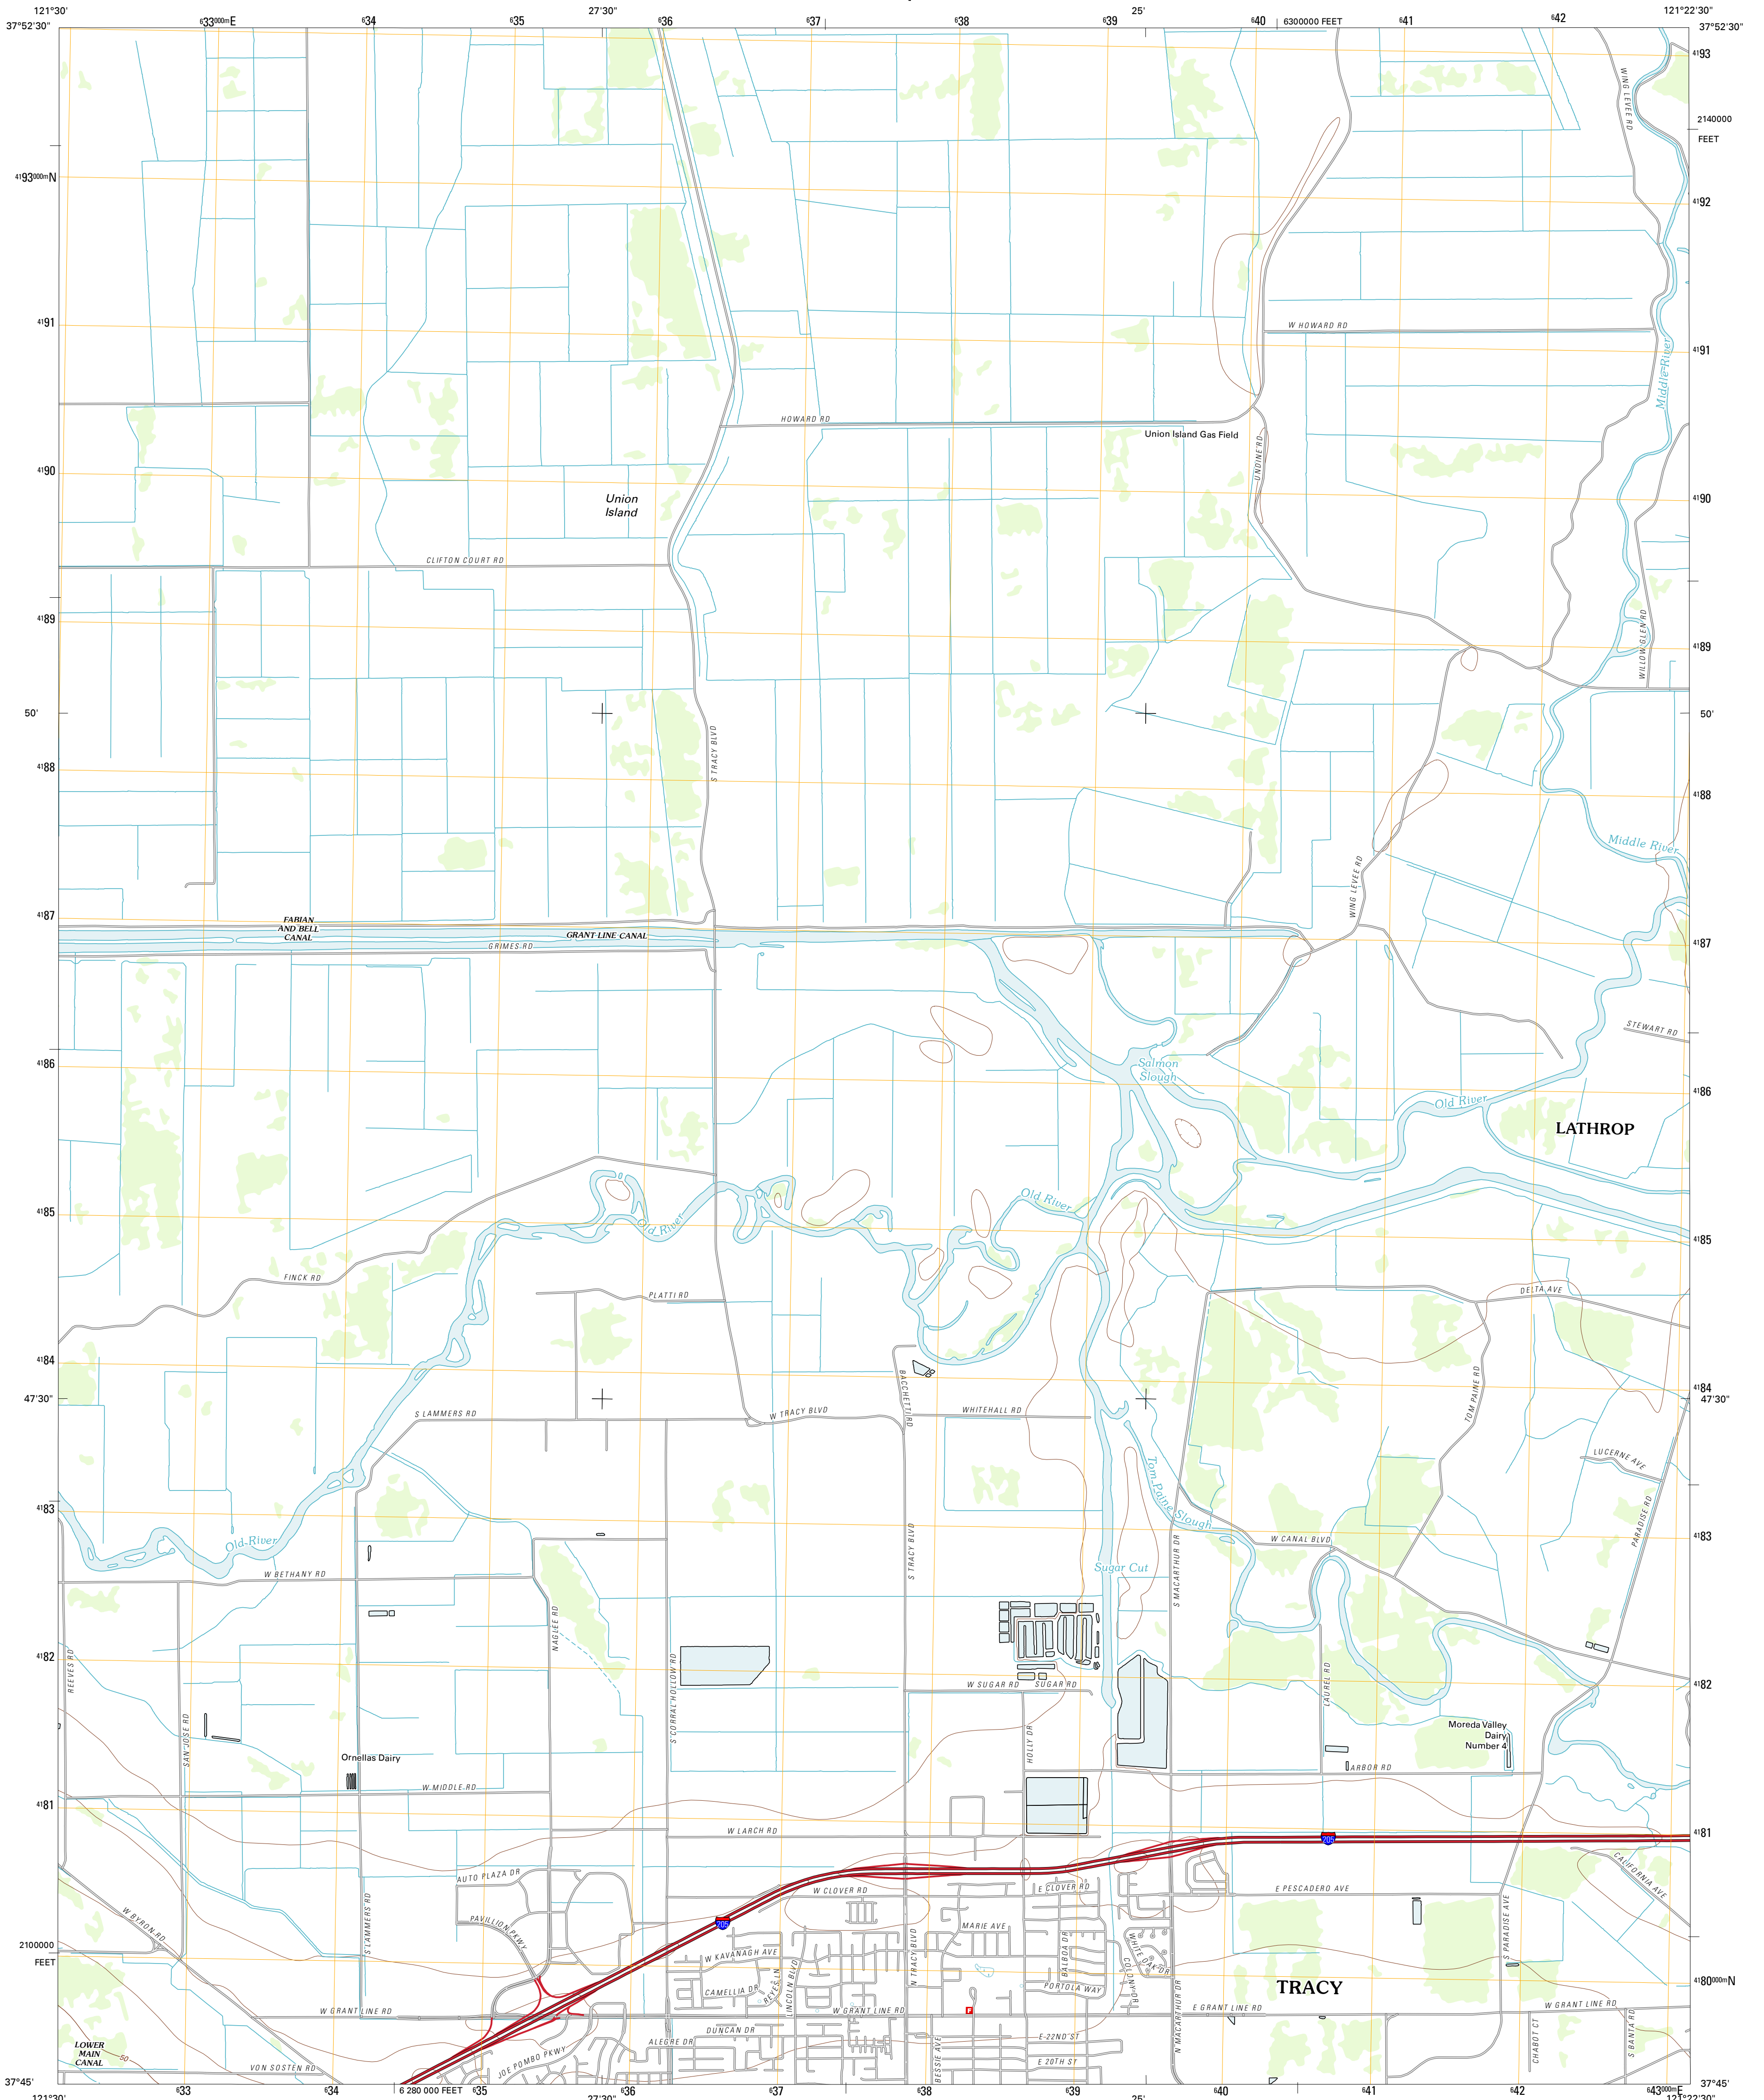 121°30'
⁶33⁰⁰⁰ᵐE
⁶34
⁶35
27'30"
⁶36
⁶37
⁶38
⁶39
25'
⁶40
6300000 FEET
⁶41
⁶42
121°22'30"
37°52'30"
37°52'30"
⁴¹93
WING LEVEE RD
2140000
FEET
⁴¹93⁰⁰⁰ᵐN
⁴¹92
⁴¹91
W HOWARD RD
⁴¹91
Middle River
HOWARD RD
Union Island Gas Field
UNDINE RD
⁴¹90
Union
Island
⁴¹90
CLIFTON COURT RD
⁴¹89
WILLOW GLEN RD
⁴¹89
50'
50'
S TRACY BLVD
⁴¹88
⁴¹88
Middle River
WING LEVEE RD
⁴¹87
FABIAN
AND BELL
CANAL
GRANT LINE CANAL
GRIMES RD
⁴¹87
STEWART RD
⁴¹86
Salmon
Slough
⁴¹86
Old River
LATHROP
⁴¹85
Old River
Old River
⁴¹85
FINCK RD
PLATTI RD
DELTA AVE
⁴¹84
BACCHETTI RD
TOM PAINE RD
⁴¹84
47'30"
47'30"
S LAMMERS RD
W TRACY BLVD
WHITEHALL RD
LUCERNE AVE
Tom Paine Slough
⁴¹83
PARADISE RD
Old River
W CANAL BLVD
⁴¹83
S TRACY BLVD
S MACARTHUR DR
W BETHANY RD
Sugar Cut
NAGLEE RD
⁴¹82
REEVES RD
S CORRAL HOLLOW RD
W SUGAR RD
SUGAR RD
LAUREL RD
⁴¹82
SAN JOSE RD
HOLLY DR
Moreda Valley
Dairy
Number 4
Ornellas Dairy
ARBOR RD
W MIDDLE RD
⁴¹81
W LARCH RD
205
⁴¹81
AUTO PLAZA DR
CALIFORNIA AVE
W CLOVER RD
E CLOVER RD
E PESCADERO AVE
W BYRON RD
S LAMMERS RD
PAVILLION PKWY
205
MARIE AVE
S PARADISE AVE
2100000
FEET
W KAVANAGH AVE
N TRACY BLVD
BALBOA DR
WHITE OAK DR
COLONY DR
CAMELLIA DR
REYES LN
LINCOLN BLVD
PORTOLA WAY
TRACY
⁴¹80⁰⁰⁰ᵐN
W GRANT LINE RD
W GRANT LINE RD
F
E GRANT LINE RD
W GRANT LINE RD
DUNCAN DR
ALEGRE DR
E 22ND ST
N MACARTHUR DR
CHABOT CT
S BANTA RD
LOWER
MAIN
CANAL
50
VON SOSTEN RD
JOE POMBO PKWY
BESSIE AVE
E 20TH ST
37°45'
37°45'
121°30'
⁶33
⁶34
6 280 000 FEET
⁶35
27'30"
⁶36
⁶37
⁶38
⁶39
25'
⁶40
⁶41
⁶42
⁶43⁰⁰⁰ᵐE
121°22'30"